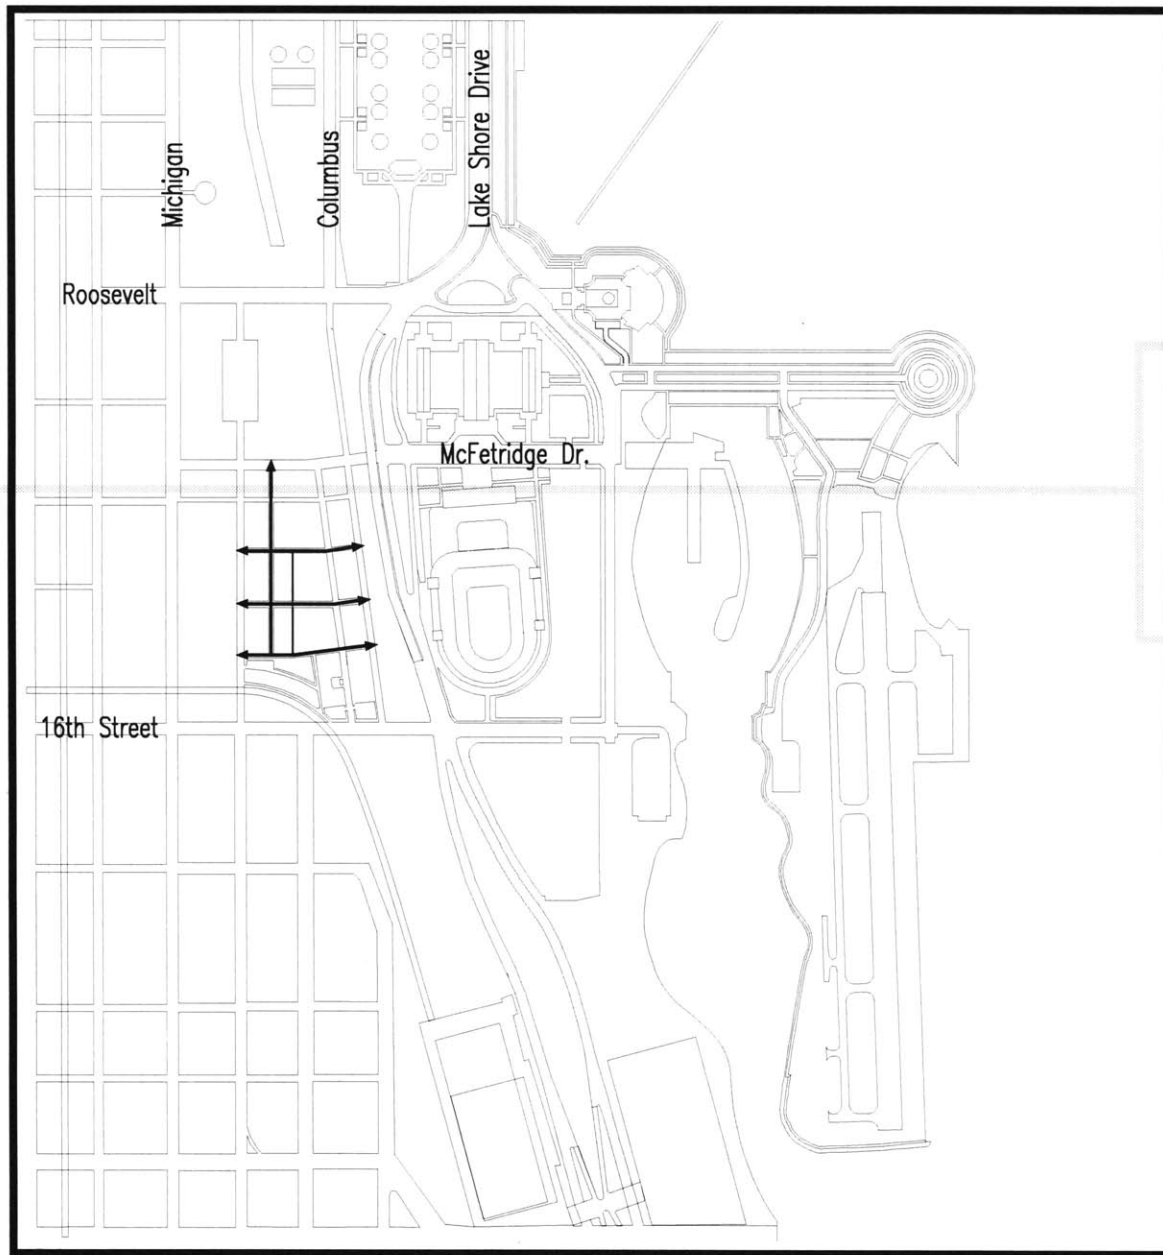 Michigan
Columbus
Lake Shore Drive
Roosevelt
McFetridge Dr.
16th Street